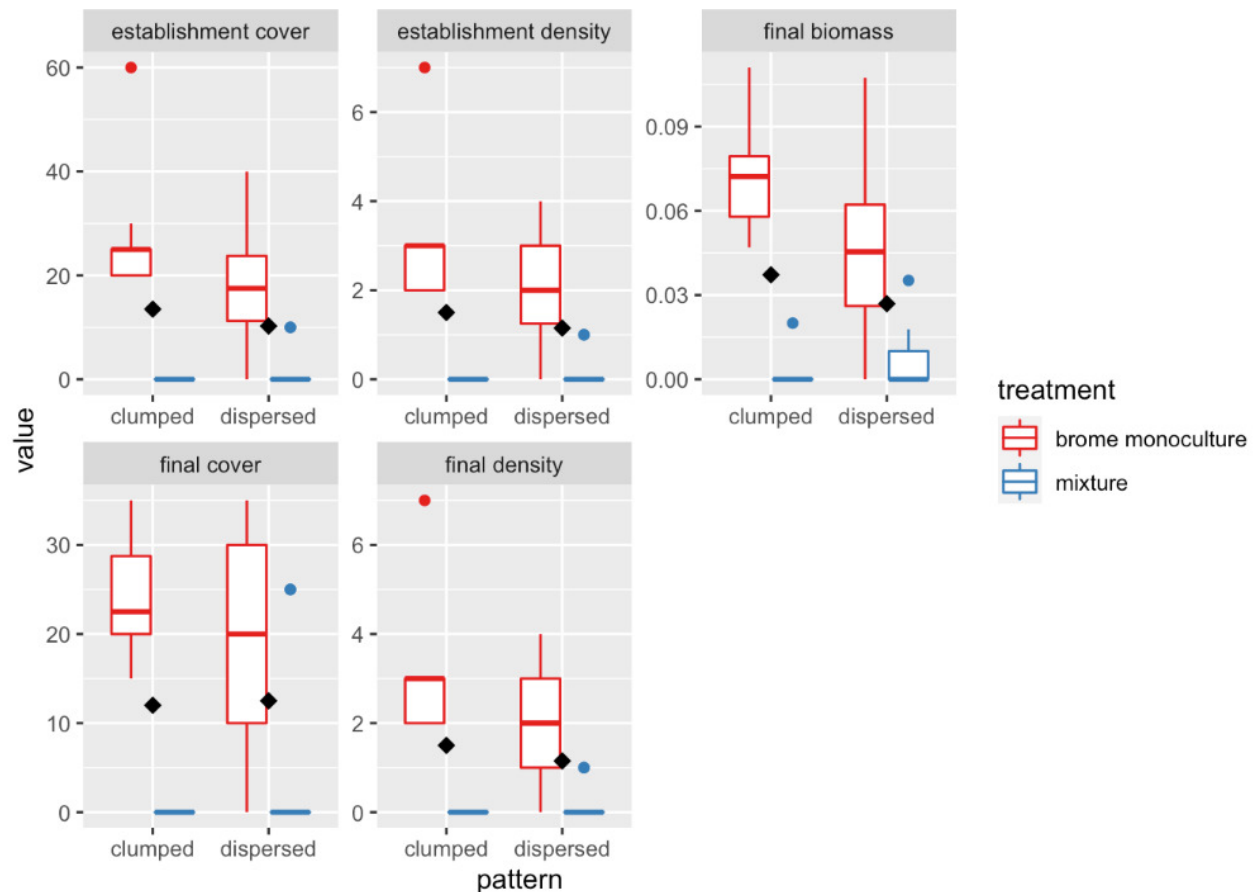 establishment cover
establishment density
final biomass
60
40
20
0
6
4
2
0
0.09
0.06
0.03
0.00
clumped dispersed
clumped dispersed
clumped dispersed
value
treatment
brome monoculture
mixture
final cover
final density
30
20
10
0
6
4
2
0
clumped dispersed
clumped dispersed
pattern